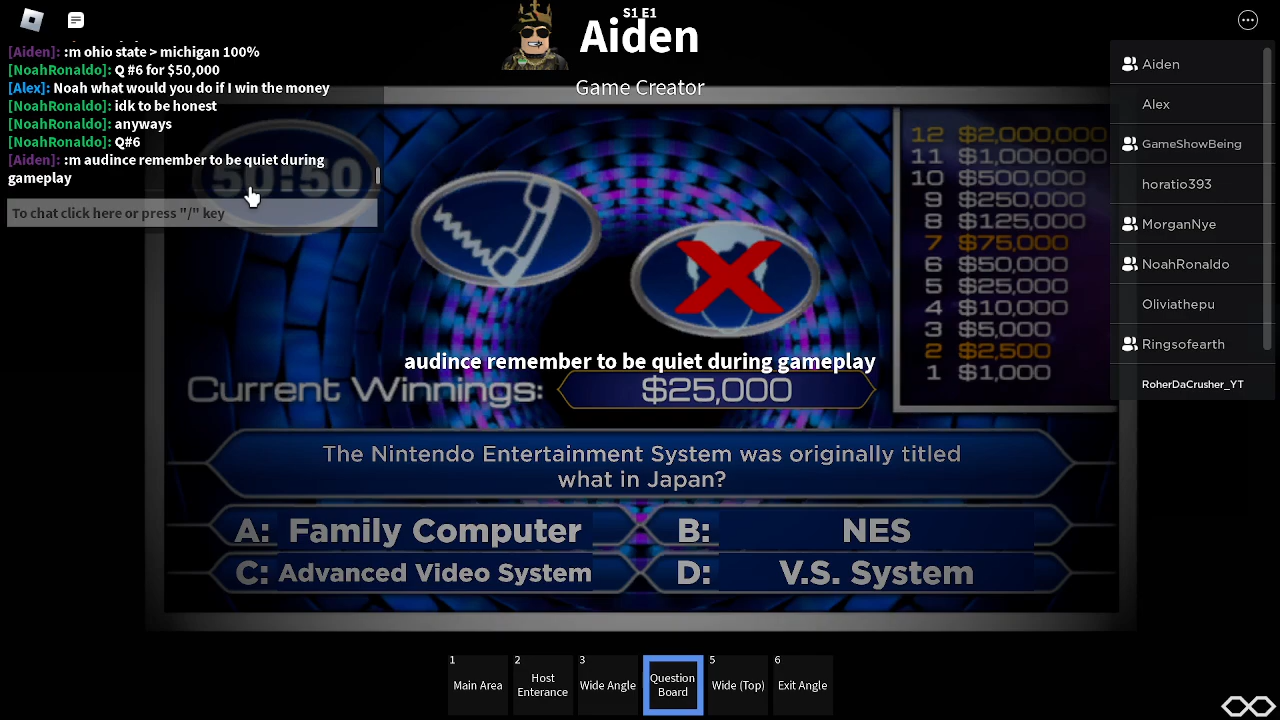 S1 E1
Aiden
Game Creator
[Aiden]: :m ohio state > michigan 100%
[NoahRonaldo]: Q #6 for $50,000
[Alex]: Noah what would you do if I win the money
[NoahRonaldo]: idk to be honest
[NoahRonaldo]: anyways
[NoahRonaldo]: Q#6
[Aiden]: :m audince remember to be quiet during
gameplay
To chat click here or press "/" key
50:50
12 $2,000,000
11 $1,000,000
10 $500,000
9 $250,000
8 $125,000
7 $75,000
6 $50,000
5 $25,000
4 $10,000
3 $5,000
2 $2,500
1 $1,000
Aiden
Alex
GameShowBeing
horatio393
MorganNye
NoahRonaldo
Oliviathepu
Ringsofearth
RoherDaCrusher_YT
audince remember to be quiet during gameplay
Current Winnings: $25,000
The Nintendo Entertainment System was originally titled
what in Japan?
A: Family Computer
B: NES
C: Advanced Video System
D: V.S. System
1 Main Area
2 Host Enterance
3 Wide Angle
Question Board
5 Wide (Top)
6 Exit Angle